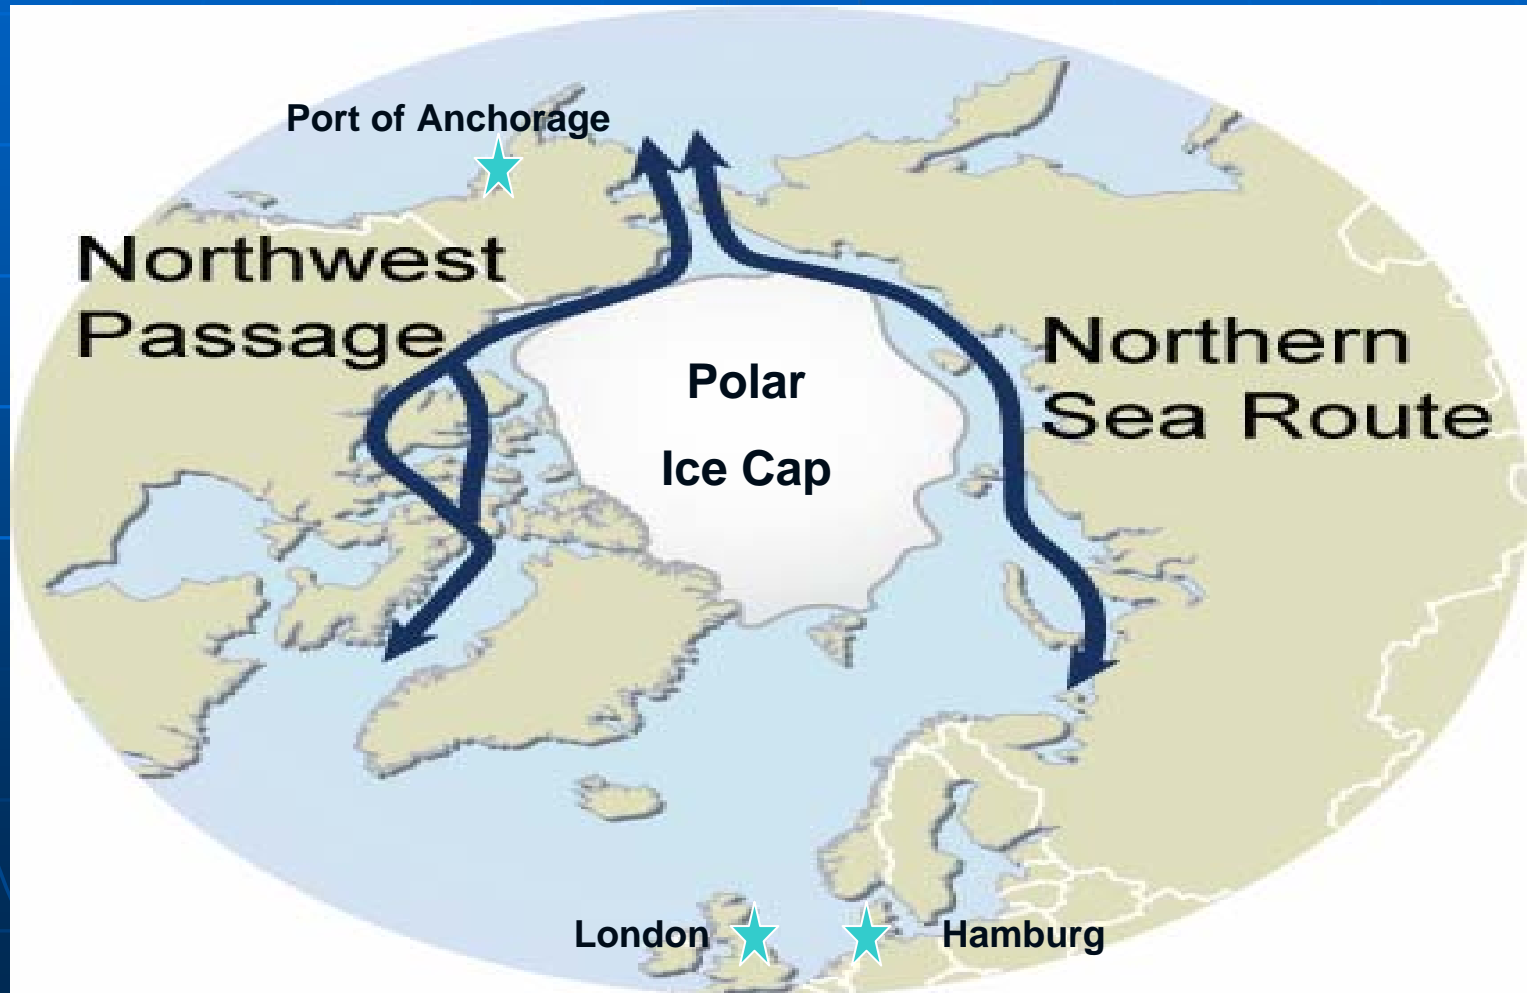 Port of Anchorage
Northwest
Passage
Northern
Sea Route
Polar
Ice Cap
London
Hamburg